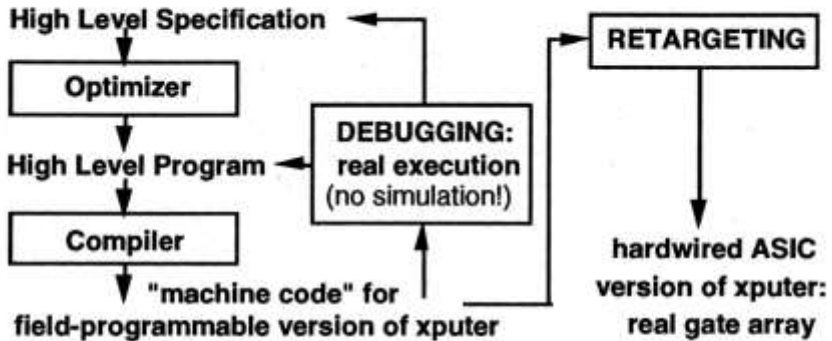 High Level Specification
Optimizer
High Level Program
Compiler
"machine code" for
field-programmable version of xputer
DEBUGGING:
real execution
(no simulation!)
RETARGETING
hardwired ASIC
version of xputer:
real gate array